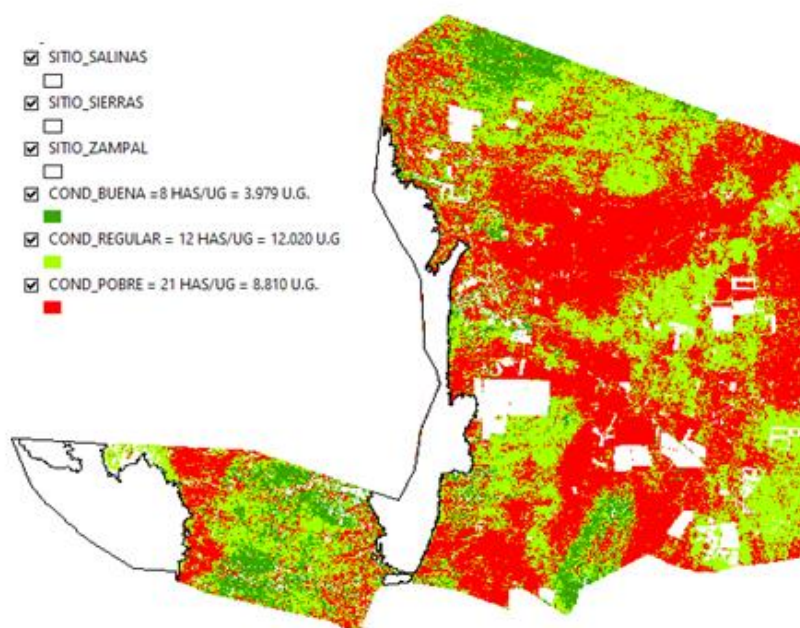 SITIO_SALINAS
SITIO_SIERRAS
SITIO_ZAMPAL
COND_BUENA =8 HAS/UG = 3.979 U.G.
COND_REGULAR = 12 HAS/UG = 12.020 U.G
COND_POBRE = 21 HAS/UG = 8.810 U.G.